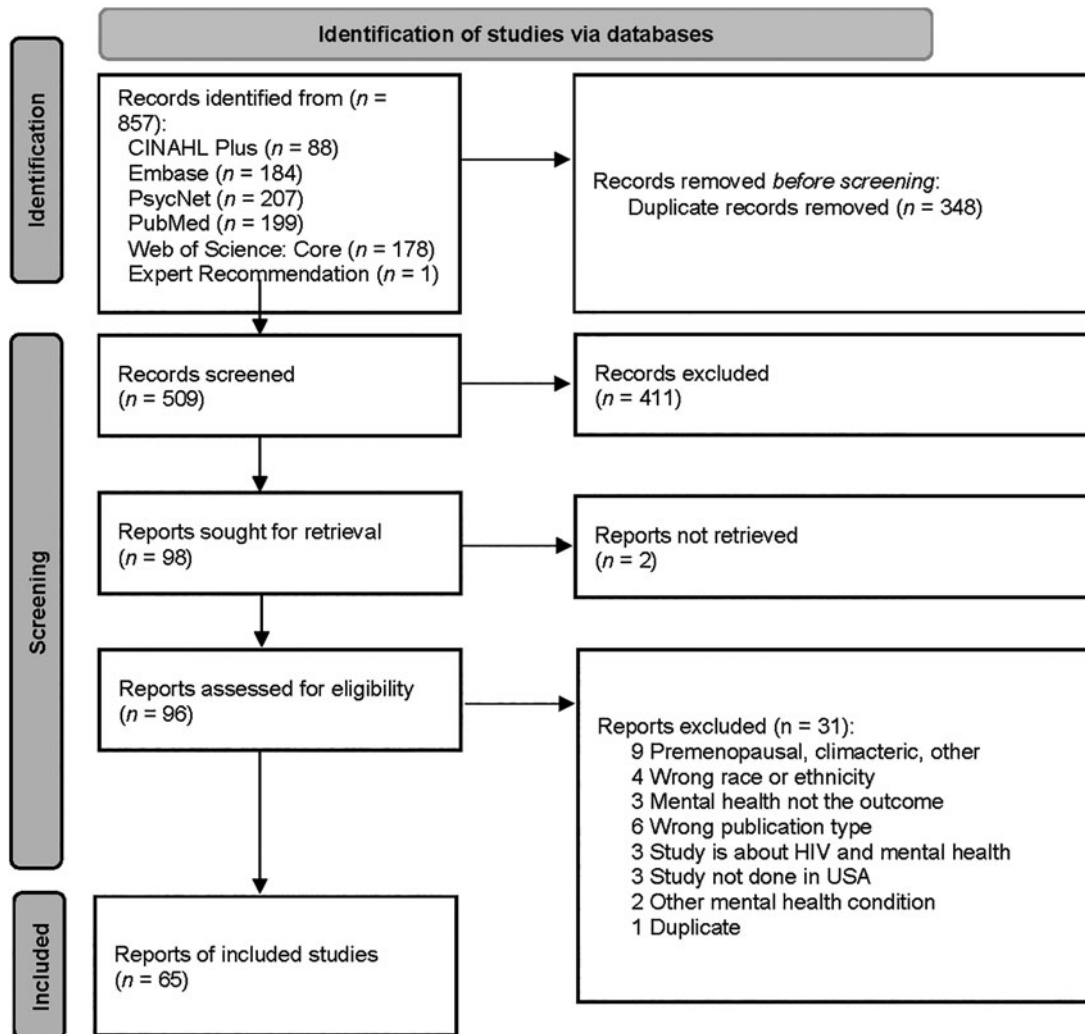 Identification of studies via databases
Identification
Records identified from (n =
857):
CINAHL Plus (n = 88)
Embase (n = 184)
PsycNet (n = 207)
PubMed (n = 199)
Web of Science: Core (n = 178)
Expert Recommendation (n = 1)
Records removed before screening:
Duplicate records removed (n = 348)
Screening
Records screened
(n = 509)
Records excluded
(n = 411)
Reports sought for retrieval
(n = 98)
Reports not retrieved
(n = 2)
Reports assessed for eligibility
(n = 96)
Reports excluded (n = 31):
9 Premenopausal, climacteric, other
4 Wrong race or ethnicity
3 Mental health not the outcome
6 Wrong publication type
3 Study is about HIV and mental health
3 Study not done in USA
2 Other mental health condition
1 Duplicate
Included
Reports of included studies
(n = 65)